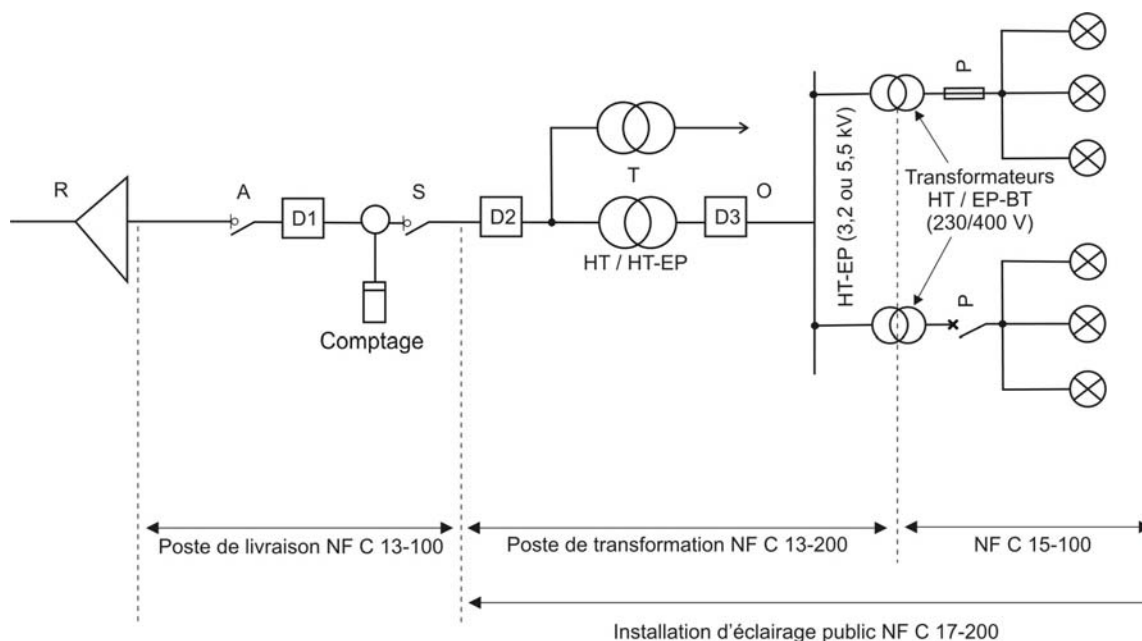 R
A
D1
S
D2
T
D3
O
HT / HT-EP
Comptage
HT-EP (3,2 ou 5,5 kV)
P
Transformateurs
HT / EP-BT
(230/400 V)
P
Poste de livraison NF C 13-100
Poste de transformation NF C 13-200
NF C 15-100
Installation d'éclairage public NF C 17-200